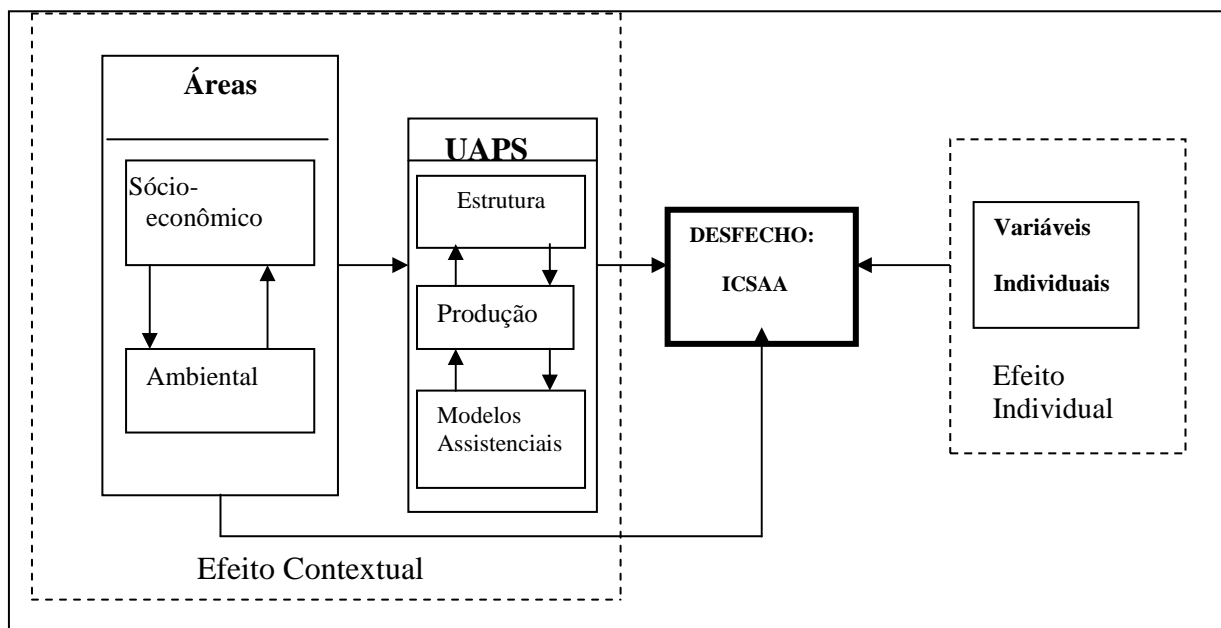 Áreas
Sócio-
econômico
Ambiental
UAPS
Estrutura
Produção
Modelos
Assistenciais
DESFECHO:
ICSAA
Variáveis
Individuais
Efeito
Individual
Efeito Contextual